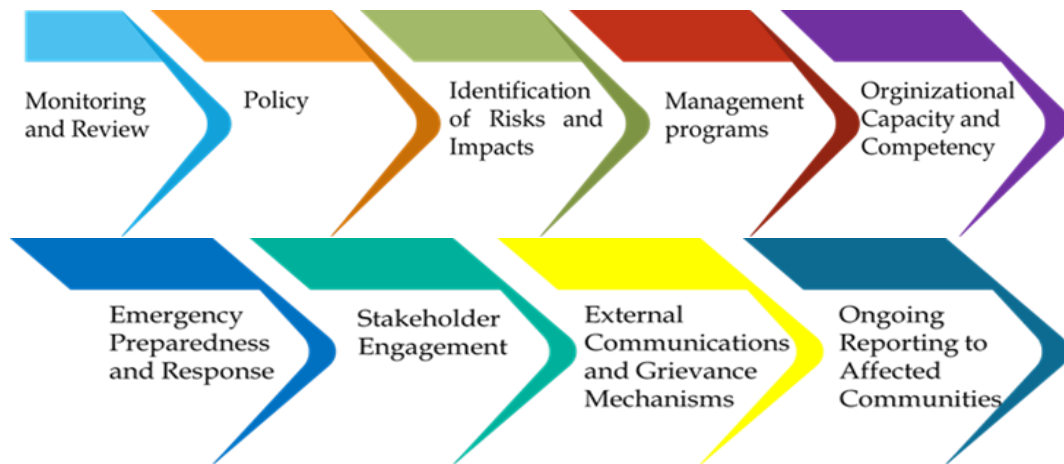 Monitoring
and Review
Policy
Identification
of Risks and
Impacts
Management
programs
Orginizational
Capacity and
Competency
Emergency
Preparedness
and Response
Stakeholder
Engagement
External
Communications
and Grievance
Mechanisms
Ongoing
Reporting to
Affected
Communities